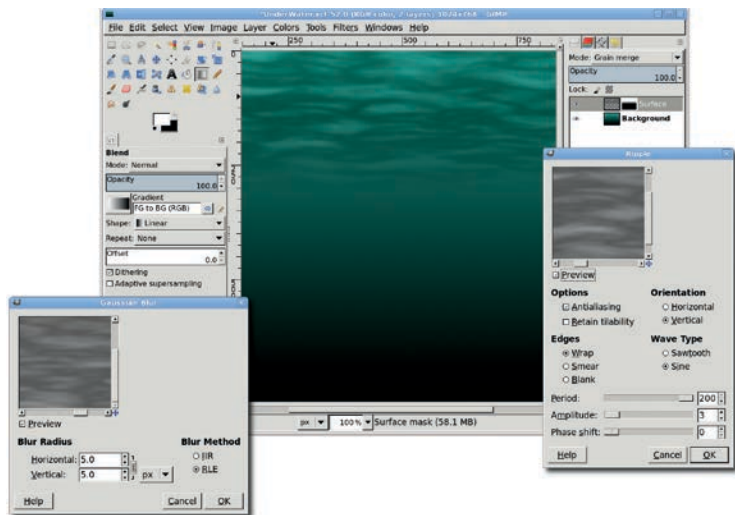 File Edit Select View Image Layer Colors Tools Filters Windows Help
250 500 750
Blend
Mode: Normal
Opacity
100.0
Gradient
FG to BG (RGB)
Shape: Linear
Repeat: None
Offset
0.0
Dithering
Adaptive supersampling
px 100% Surface mask (58.1 MB)
Mode: Grain merge
Opacity
100.0
Lock:
Surface
Background
Gaussian Blur
Preview
Blur Radius
Horizontal: 5.0
Vertical: 5.0
px
Blur Method
IIR
RLE
Help Cancel OK
Ripple
Preview
Options
Antialiasing
Retain tilability
Orientation
Horizontal
Vertical
Edges
Wrap
Smear
Blank
Wave Type
Sawtooth
Sine
Period: 200
Amplitude: 3
Phase shift: 0
Help Cancel OK